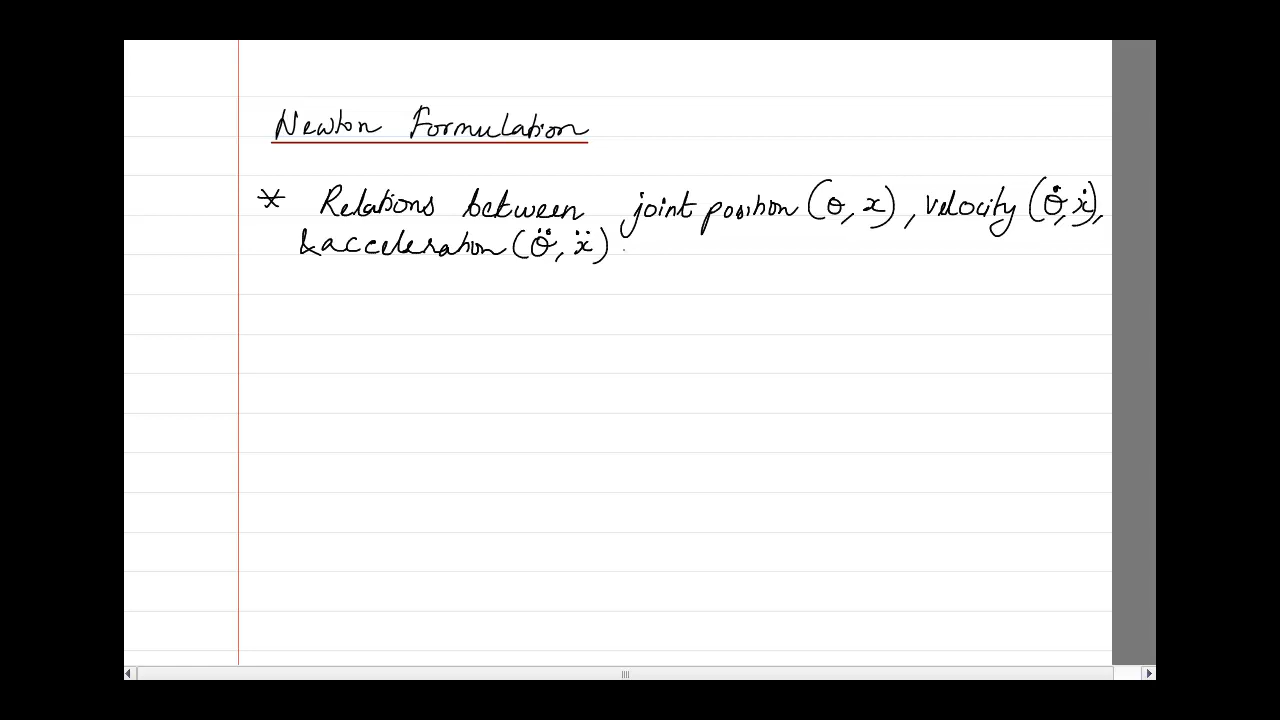 Newton Formulation
* Relations between joint position (θ, x), velocity (θ̇, ẋ),
& acceleration (θ̈, ẍ)